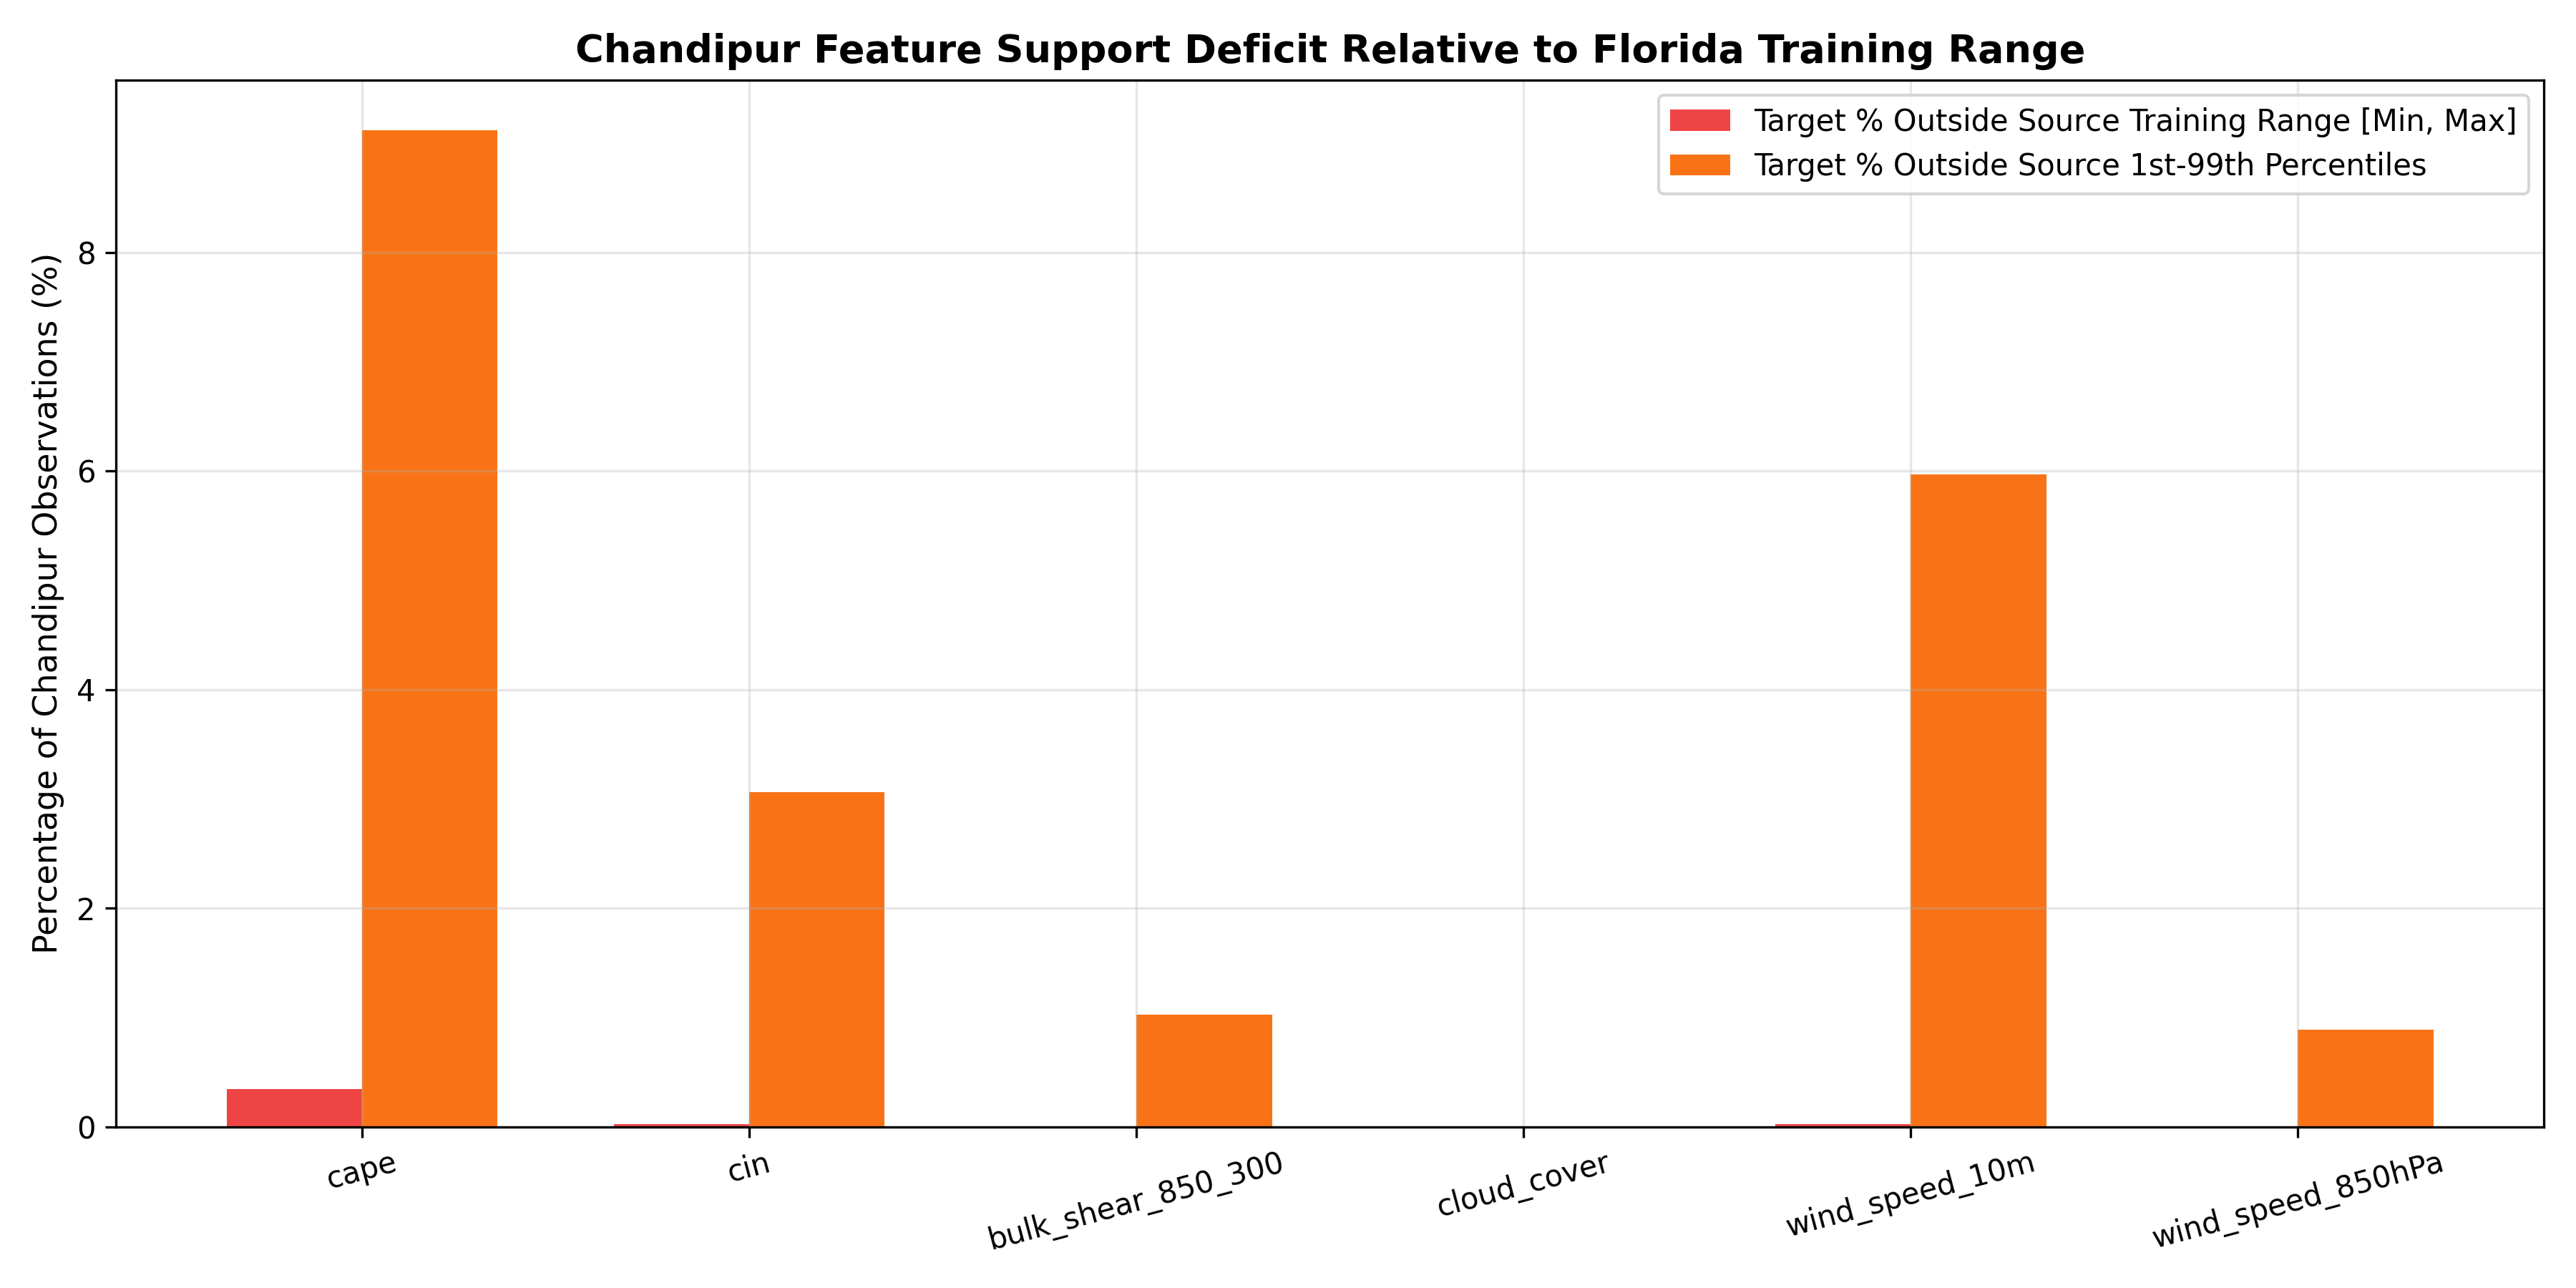 Chandipur Feature Support Deficit Relative to Florida Training Range
Target % Outside Source Training Range [Min, Max]
Target % Outside Source 1st-99th Percentiles
Percentage of Chandipur Observations (%)
8
6
4
2
0
cape
cin
bulk_shear_850_300
cloud_cover
wind_speed_10m
wind_speed_850hPa